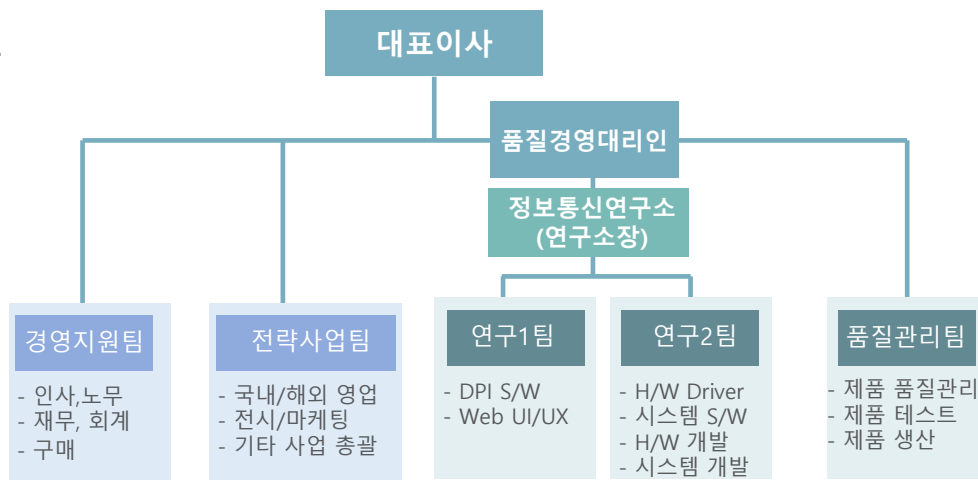 대표이사
품질경영대리인
정보통신연구소
(연구소장)
경영지원팀
- 인사,노무
- 재무, 회계
- 구매
전략사업팀
- 국내/해외 영업
- 전시/마케팅
- 기타 사업 총괄
연구1팀
- DPI S/W
- Web UI/UX
연구2팀
- H/W Driver
- 시스템 S/W
- H/W 개발
- 시스템 개발
품질관리팀
- 제품 품질관리
- 제품 테스트
- 제품 생산